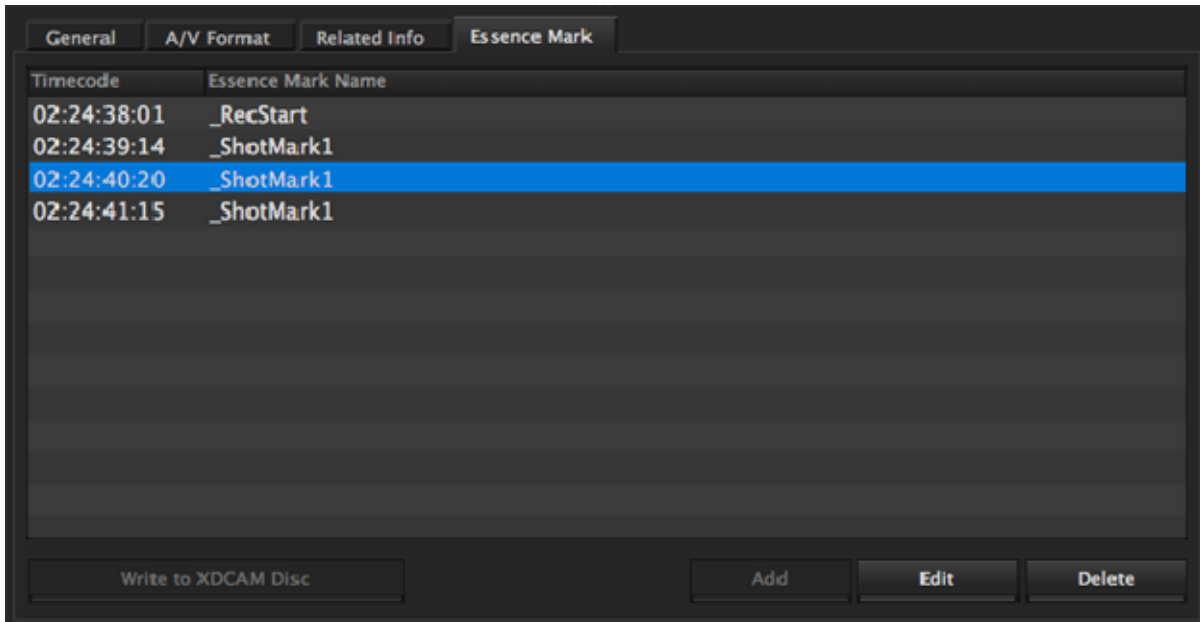 General A/V Format Related Info Essence Mark
Timecode Essence Mark Name
02:24:38:01 _RecStart
02:24:39:14 _ShotMark1
02:24:40:20 _ShotMark1
02:24:41:15 _ShotMark1
Write to XDCAM Disc Add Edit Delete